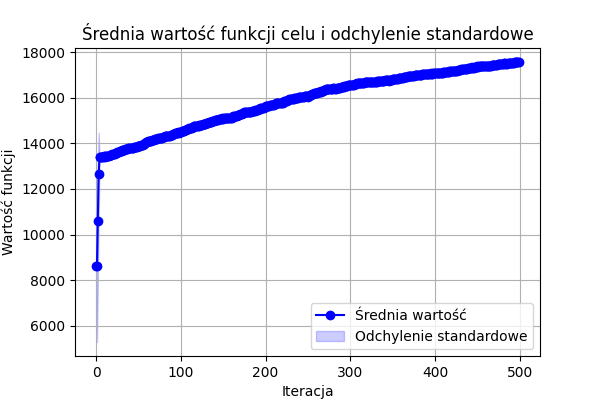 Średnia wartość funkcji celu i odchylenie standardowe
18000
16000
14000
12000
10000
8000
6000
Wartość funkcji
Średnia wartość
Odchylenie standardowe
0 100 200 300 400 500
Iteracja